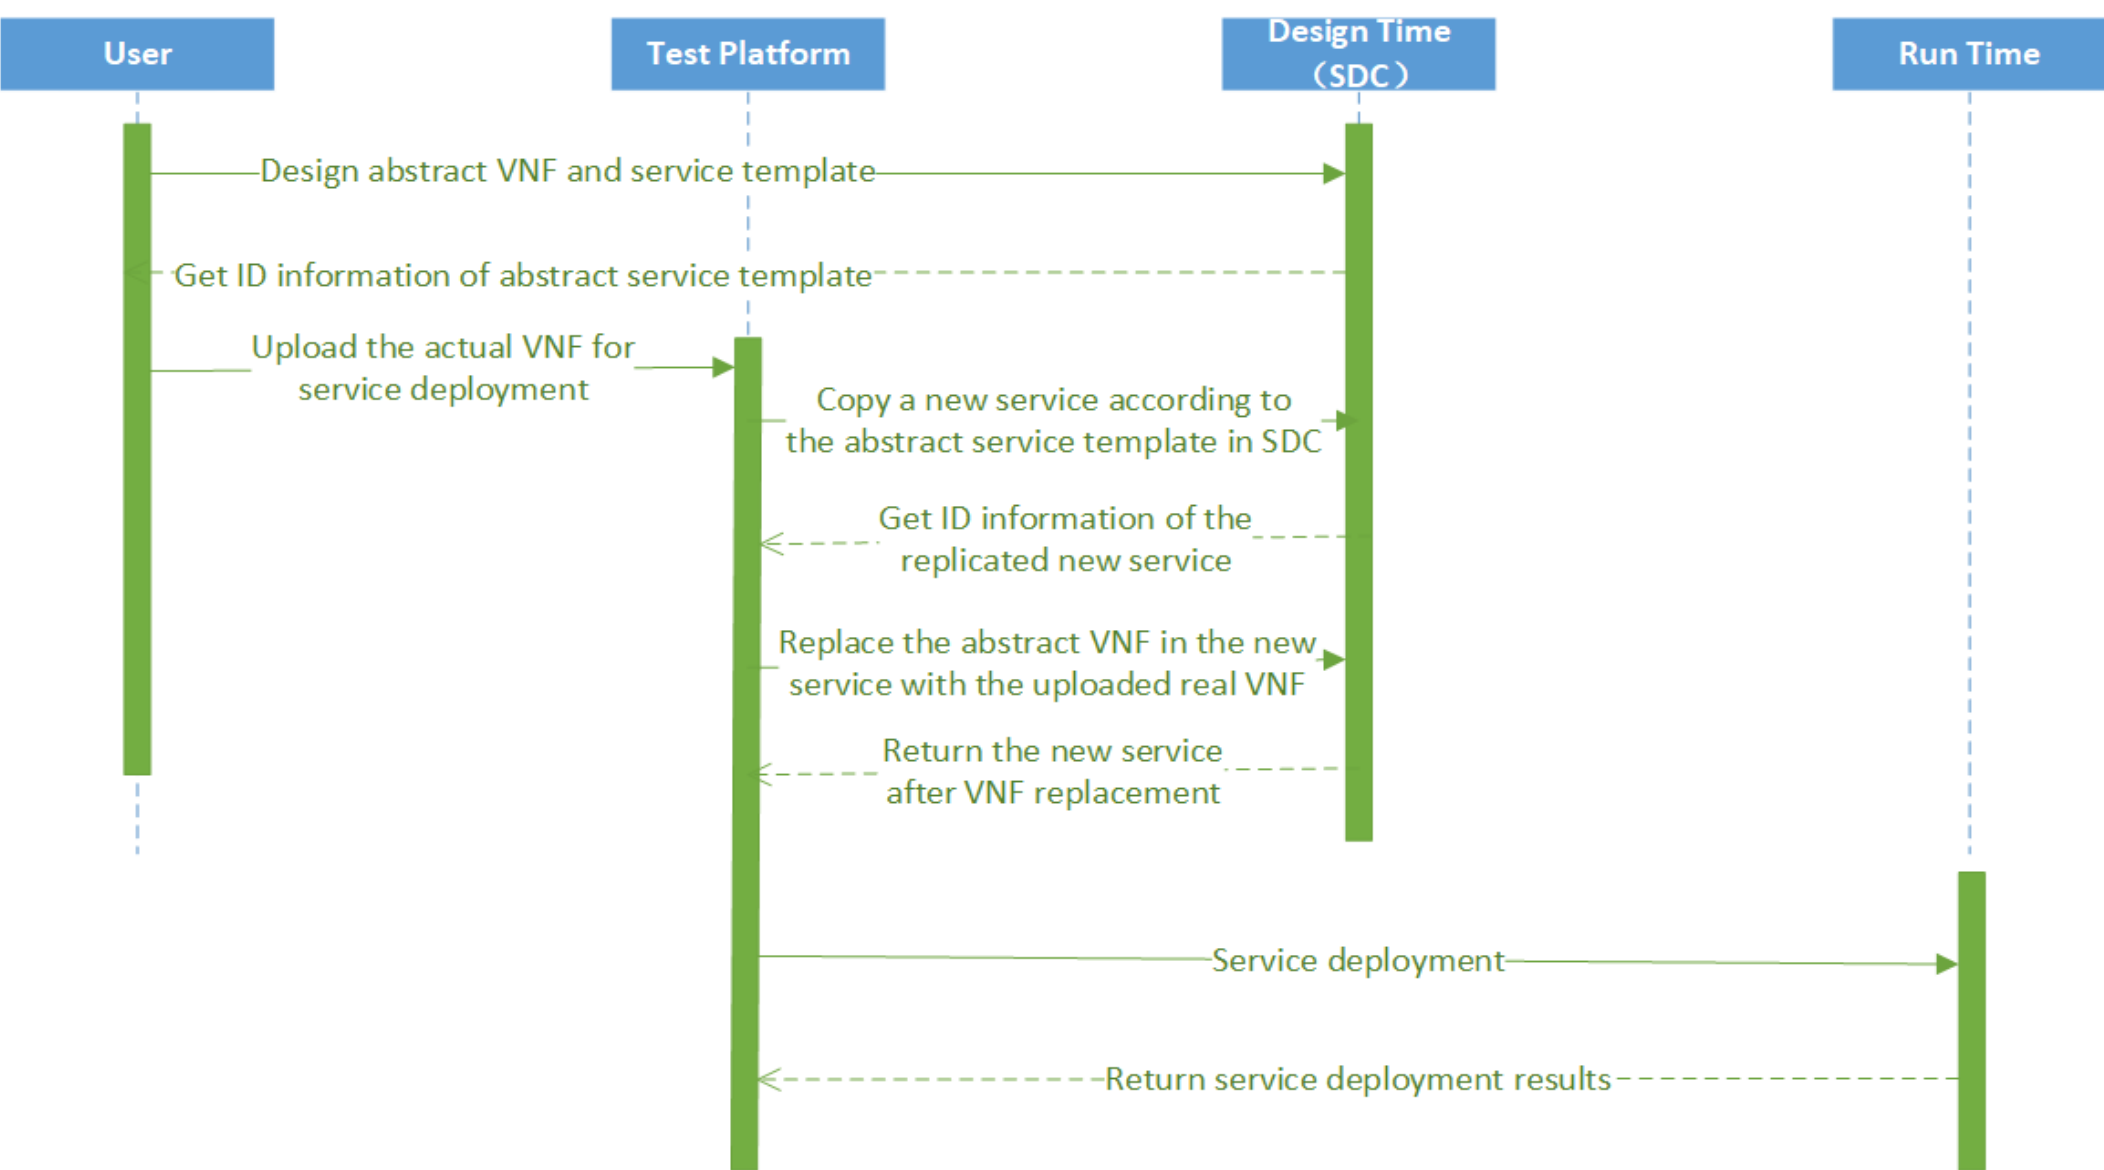 User
Test Platform
Design Time
（SDC）
Run Time
Design abstract VNF and service template
Get ID information of abstract service template
Upload the actual VNF for
service deployment
Copy a new service according to
the abstract service template in SDC
Get ID information of the
replicated new service
Replace the abstract VNF in the new
service with the uploaded real VNF
Return the new service
after VNF replacement
Service deployment
Return service deployment results